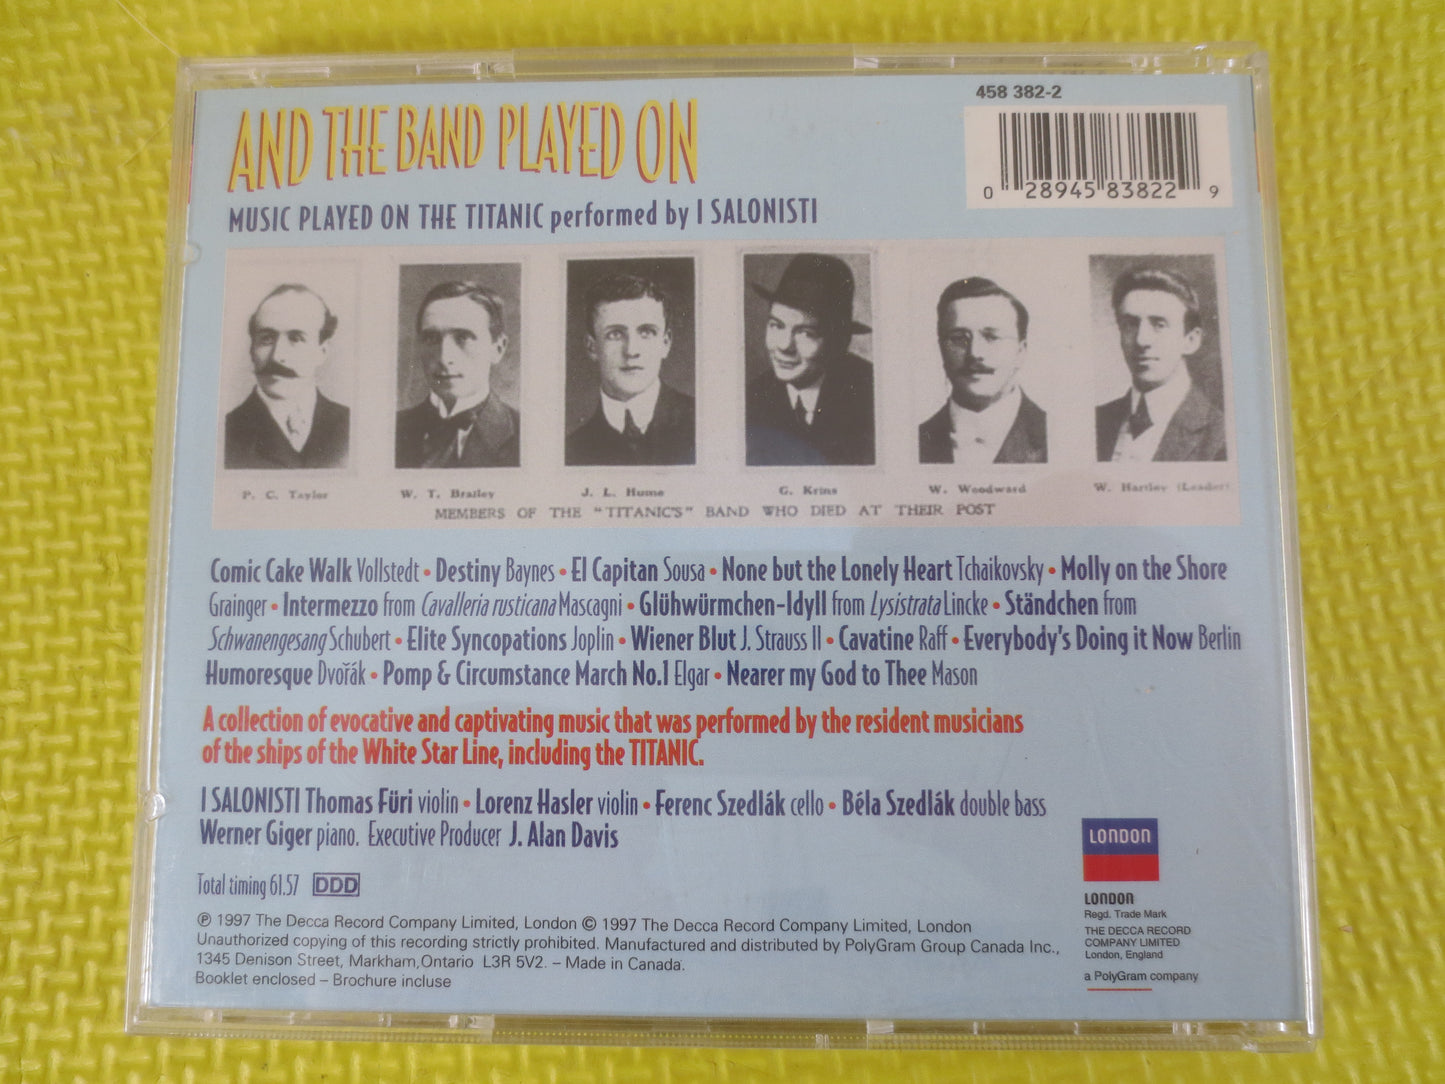 458 382-2
AND THE BAND PLAYED ON
0 28945 83822 9
MUSIC PLAYED ON THE TITANIC performed by I SALONISTI
P. C. Taylor W. T. Brailey J. L. Hume G. Krins W. Woodward W. Hartley (Leader)
MEMBERS OF THE "TITANIC'S" BAND WHO DIED AT THEIR POST
Comic Cake Walk Vollstedt • Destiny Baynes • El Capitan Sousa • None but the Lonely Heart Tchaikovsky • Molly on the Shore
Grainger • Intermezzo from Cavalleria rusticana Mascagni • Glühwürmchen-Idyll from Lysistrata Lincke • Ständchen from
Schwanengesang Schubert • Elite Syncopations Joplin • Wiener Blut J. Strauss II • Cavatine Raff • Everybody's Doing it Now Berlin
Humoresque Dvořák • Pomp & Circumstance March No.1 Elgar • Nearer my God to Thee Mason
A collection of evocative and captivating music that was performed by the resident musicians
of the ships of the White Star Line, including the TITANIC.
I SALONISTI Thomas Füri violin • Lorenz Hasler violin • Ferenc Szedlák cello • Béla Szedlák double bass
Werner Giger piano. Executive Producer J. Alan Davis
Total timing 61.57 DDD
℗ 1997 The Decca Record Company Limited, London © 1997 The Decca Record Company Limited, London
Unauthorized copying of this recording strictly prohibited. Manufactured and distributed by PolyGram Group Canada Inc.,
1345 Denison Street, Markham,Ontario L3R 5V2. – Made in Canada.
Booklet enclosed – Brochure incluse
LONDON
LONDON
Regd. Trade Mark
THE DECCA RECORD
COMPANY LIMITED
London, England
a PolyGram company